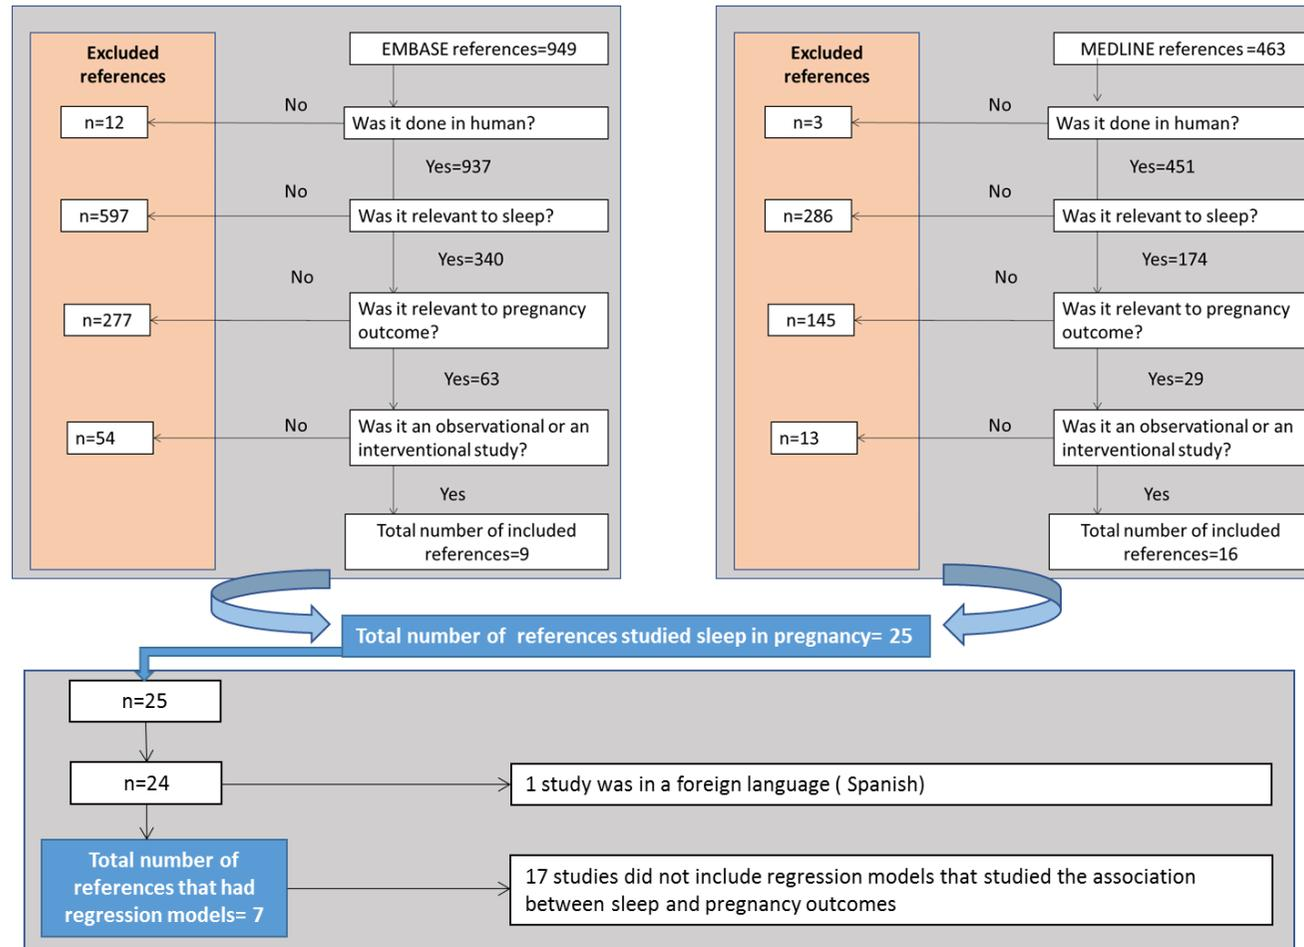 Excluded
references
EMBASE references=949
No
n=12
Was it done in human?
Yes=937
No
n=597
Was it relevant to sleep?
Yes=340
No
n=277
Was it relevant to pregnancy
outcome?
Yes=63
No
n=54
Was it an observational or an
interventional study?
Yes
Total number of included
references=9
Excluded
references
MEDLINE references =463
No
n=3
Was it done in human?
Yes=451
No
n=286
Was it relevant to sleep?
Yes=174
No
n=145
Was it relevant to pregnancy
outcome?
Yes=29
No
n=13
Was it an observational or an
interventional study?
Yes
Total number of included
references=16
Total number of references studied sleep in pregnancy= 25
n=25
n=24
1 study was in a foreign language ( Spanish)
Total number of
references that had
regression models= 7
17 studies did not include regression models that studied the association
between sleep and pregnancy outcomes